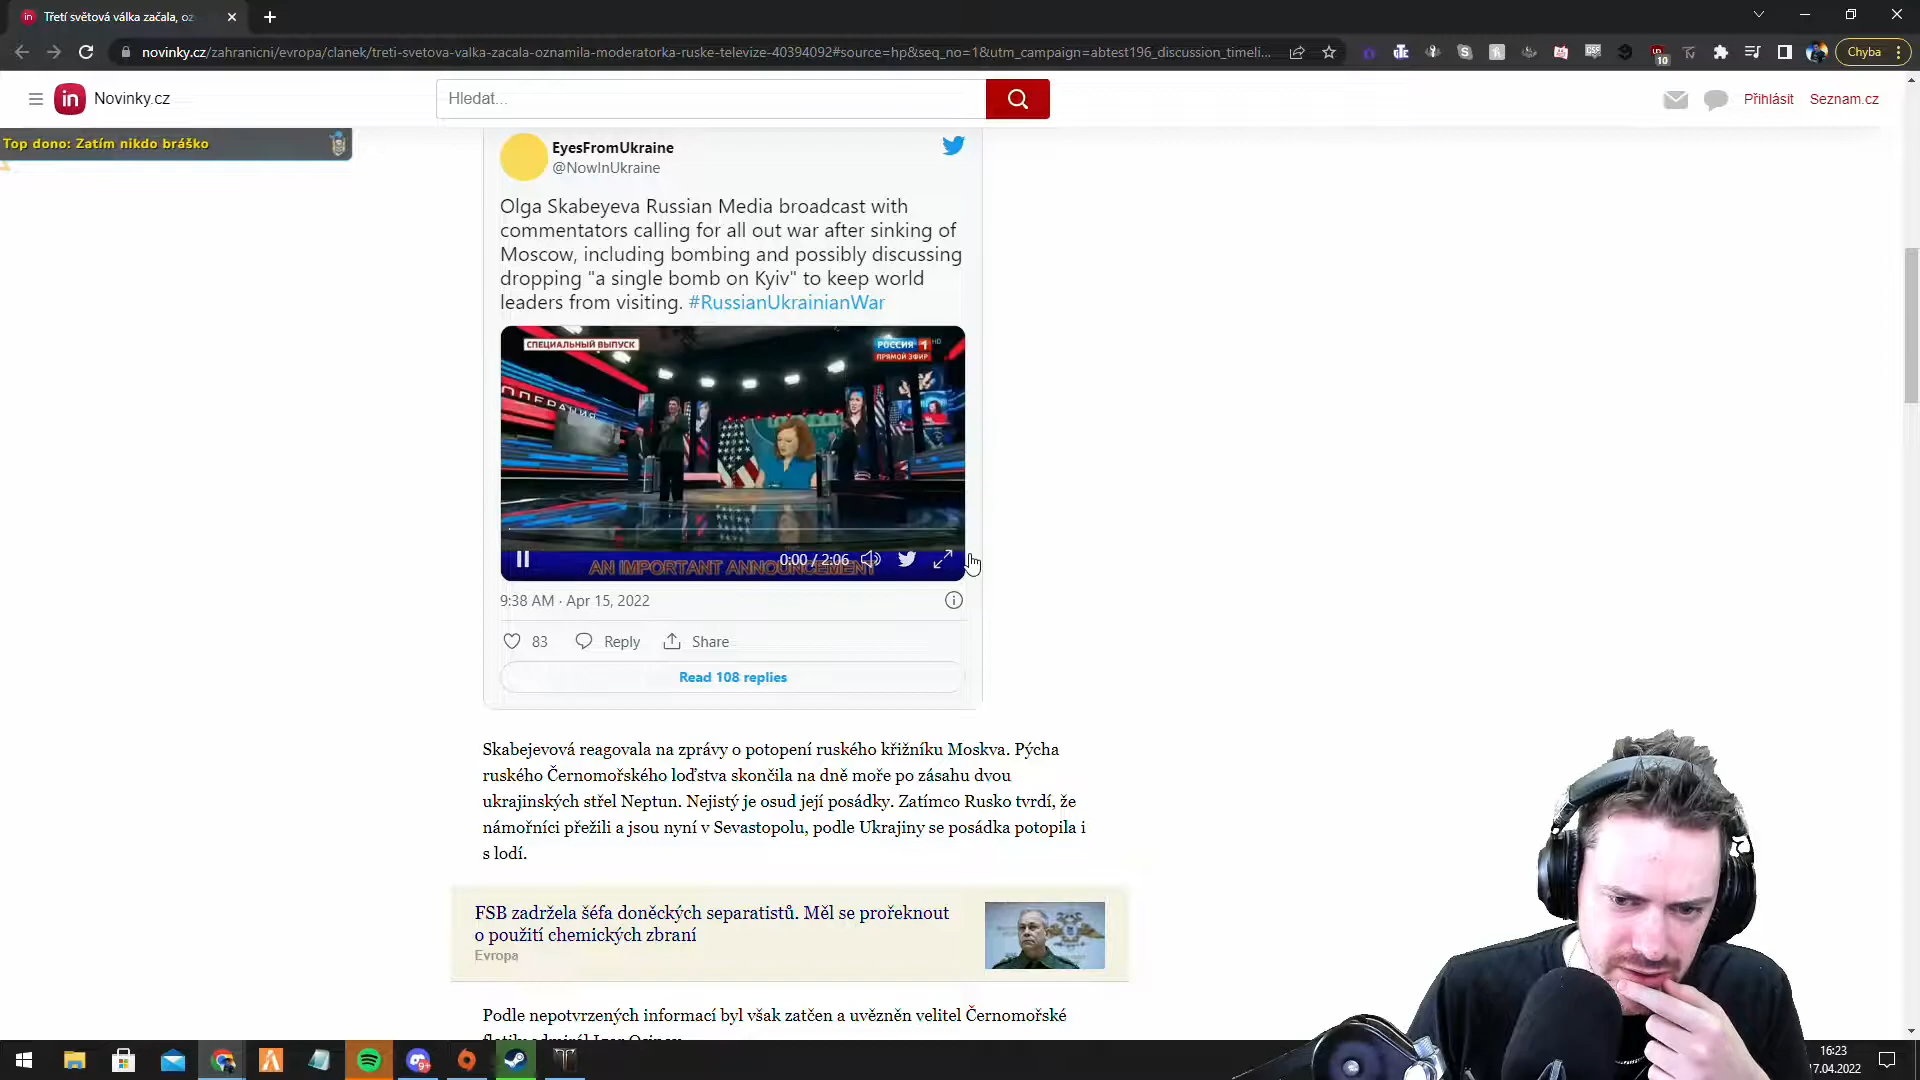 Třetí světová válka začala, oz
novinky.cz/zahranicni/evropa/clanek/treti-svetova-valka-zacala-oznamila-moderatorka-ruske-televize-40394092#source=hp&seq_no=1&utm_campaign=abtest196_discussion_timeli...
10
Chyba
in Novinky.cz
Hledat...
Přihlásit
Seznam.cz
Top dono: Zatím nikdo bráško
EyesFromUkraine
@NowInUkraine
Olga Skabeyeva Russian Media broadcast with
commentators calling for all out war after sinking of
Moscow, including bombing and possibly discussing
dropping "a single bomb on Kyiv" to keep world
leaders from visiting. #RussianUkrainianWar
СПЕЦИАЛЬНЫЙ ВЫПУСК
РОССИЯ 1 HD
ПРЯМОЙ ЭФИР
ОПЕРАЦИЯ
0:00 / 2:06
AN IMPORTANT ANNOUNCEMENT
9:38 AM · Apr 15, 2022
83
Reply
Share
Read 108 replies
Skabejevová reagovala na zprávy o potopení ruského křižníku Moskva. Pýcha
ruského Černomořského loďstva skončila na dně moře po zásahu dvou
ukrajinských střel Neptun. Nejistý je osud její posádky. Zatímco Rusko tvrdí, že
námořníci přežili a jsou nyní v Sevastopolu, podle Ukrajiny se posádka potopila i
s lodí.
FSB zadržela šéfa doněckých separatistů. Měl se prořeknout
o použití chemických zbraní
Evropa
Podle nepotvrzených informací byl však zatčen a uvězněn velitel Černomořské
flotily admirál Igor Osipov
16:23
17.04.2022